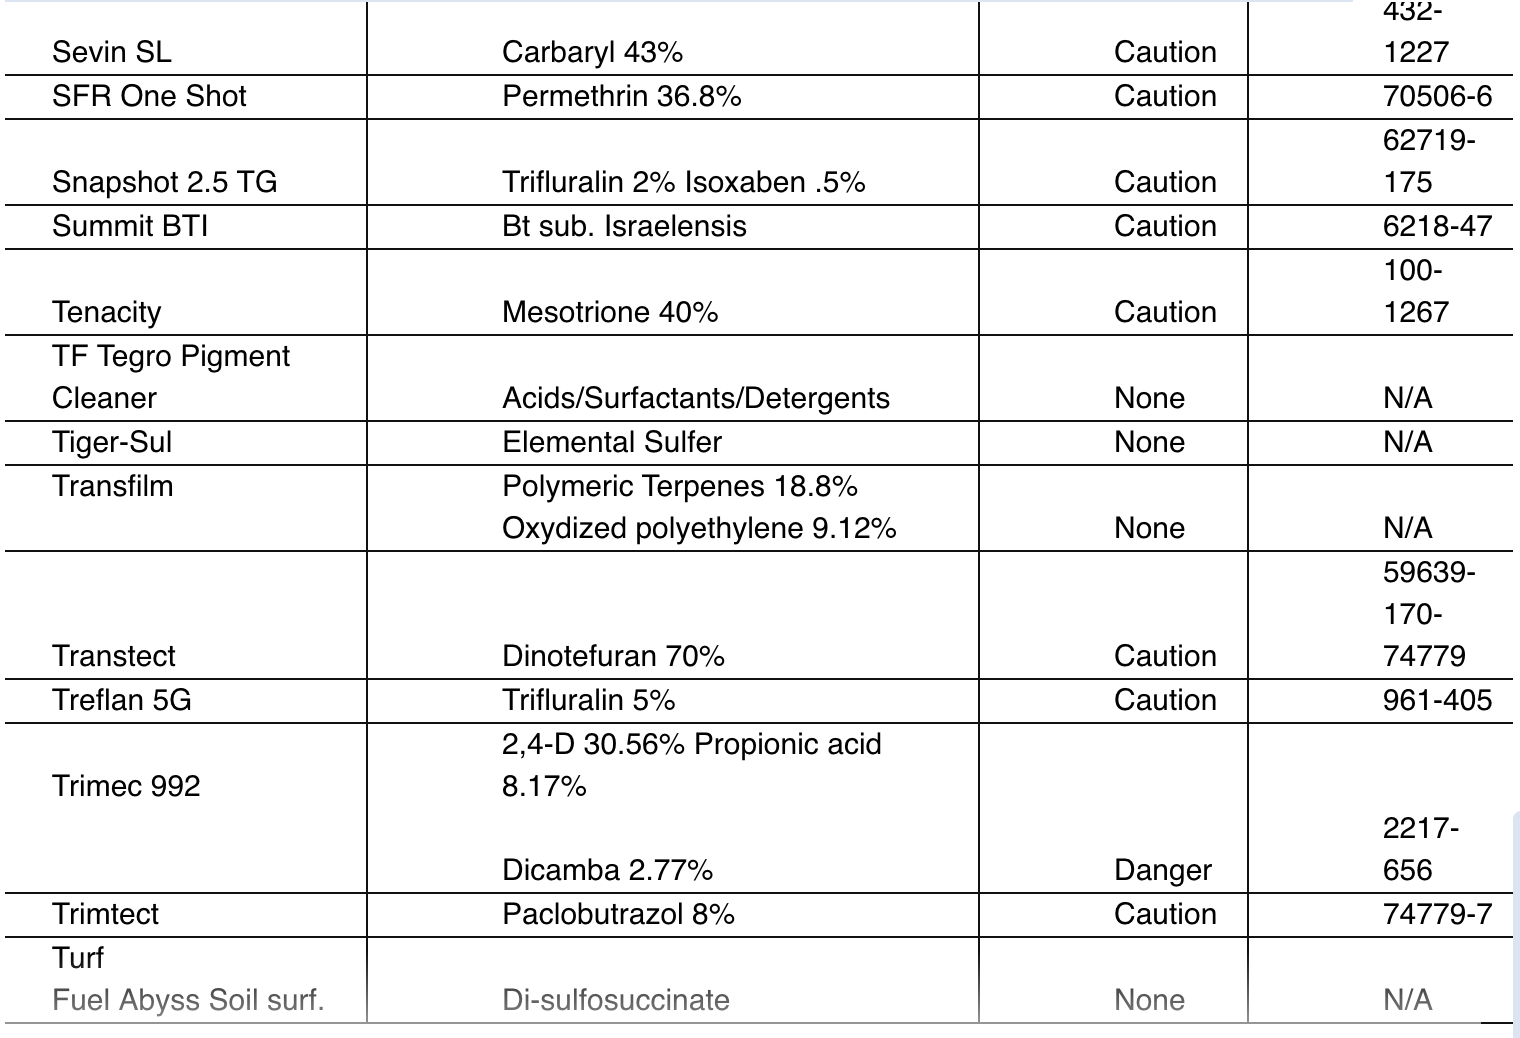 432-
Sevin SL Carbaryl 43% Caution 1227
SFR One Shot Permethrin 36.8% Caution 70506-6
62719-
Snapshot 2.5 TG Trifluralin 2% Isoxaben .5% Caution 175
Summit BTI Bt sub. Israelensis Caution 6218-47
100-
Tenacity Mesotrione 40% Caution 1267
TF Tegro Pigment
Cleaner Acids/Surfactants/Detergents None N/A
Tiger-Sul Elemental Sulfer None N/A
Transfilm Polymeric Terpenes 18.8%
Oxydized polyethylene 9.12% None N/A
59639-
170-
Transtect Dinotefuran 70% Caution 74779
Treflan 5G Trifluralin 5% Caution 961-405
2,4-D 30.56% Propionic acid
Trimec 992 8.17%
2217-
Dicamba 2.77% Danger 656
Trimtect Paclobutrazol 8% Caution 74779-7
Turf
Fuel Abyss Soil surf. Di-sulfosuccinate None N/A